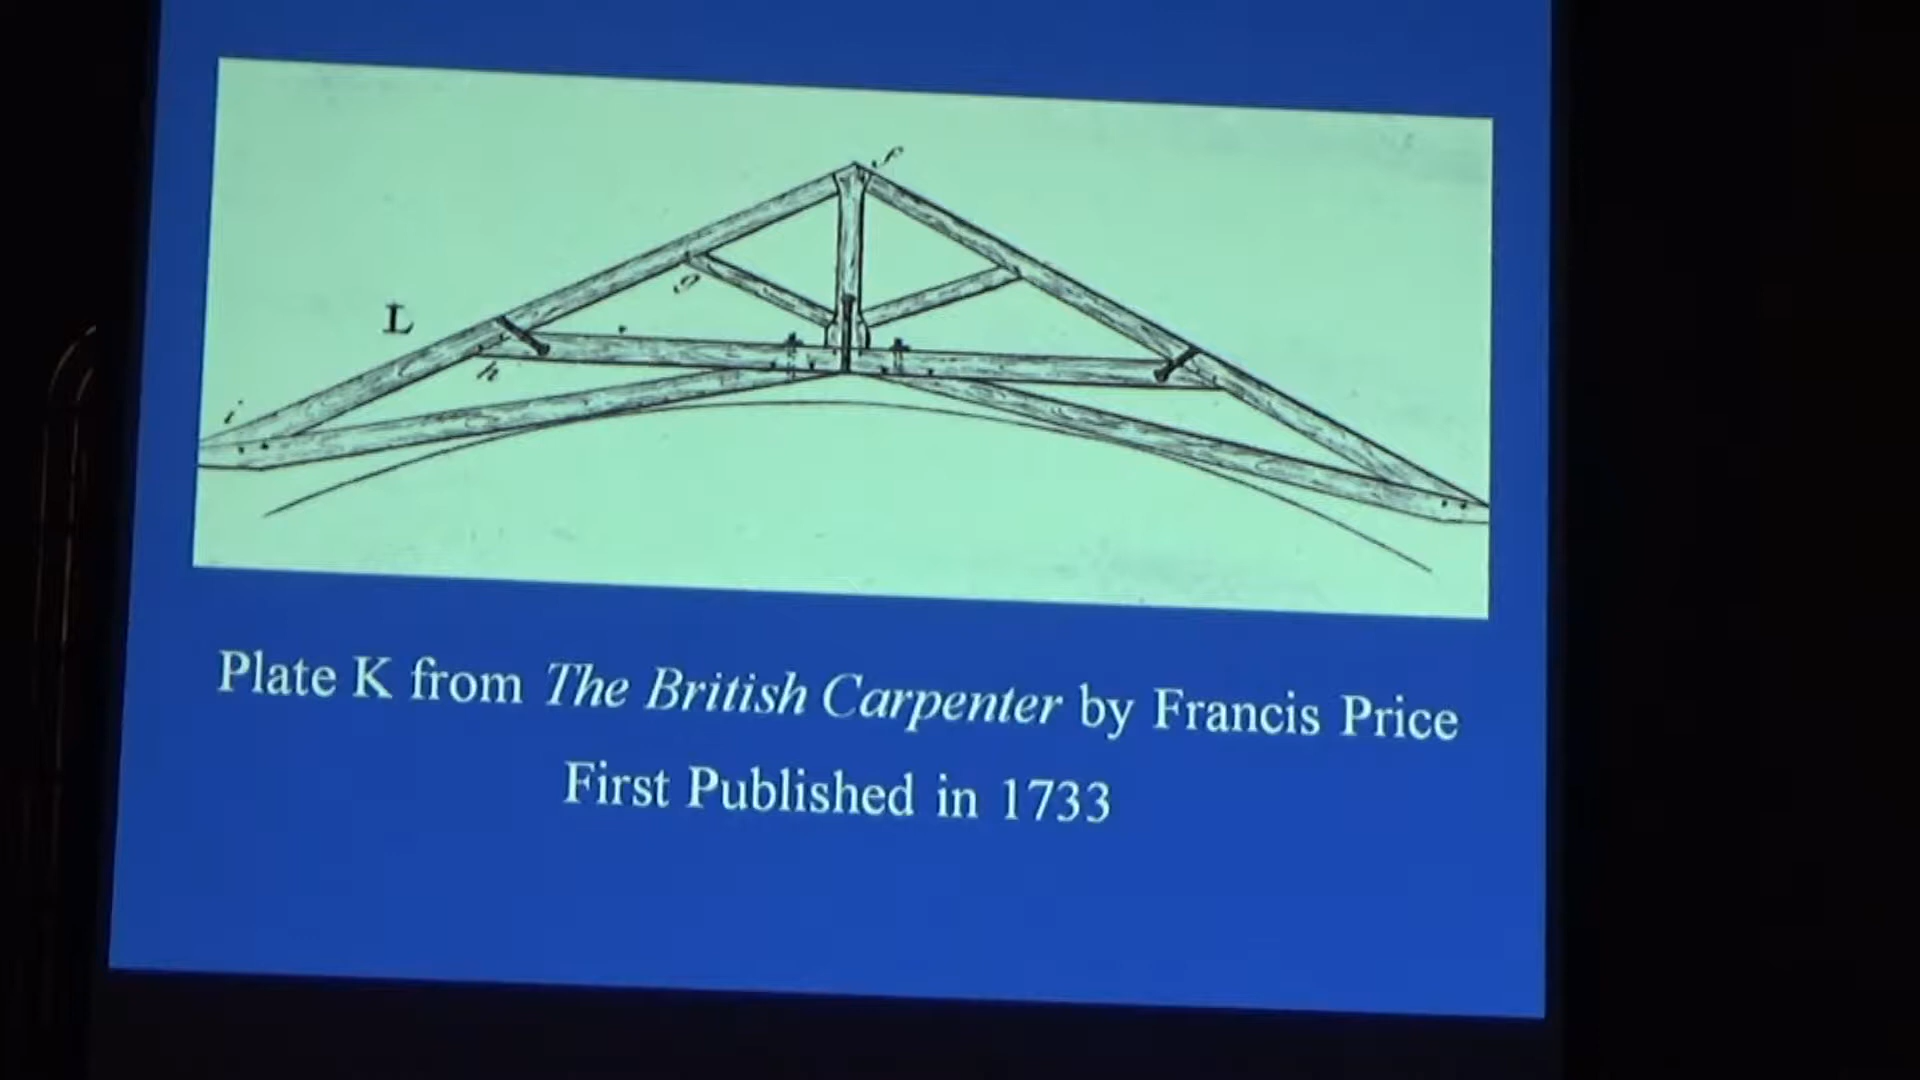 f
g
L
h
i
Plate K from The British Carpenter by Francis Price
First Published in 1733